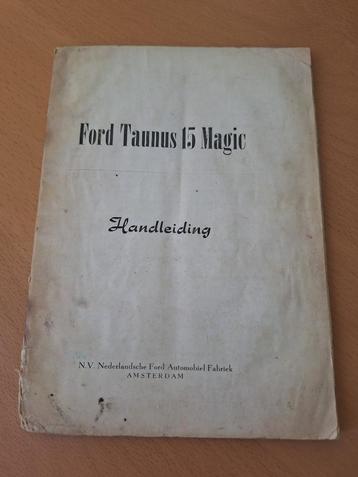 Ford Taunus 15 Magic
Handleiding
N.V. Nederlandsche Ford Automobiel Fabriek
AMSTERDAM